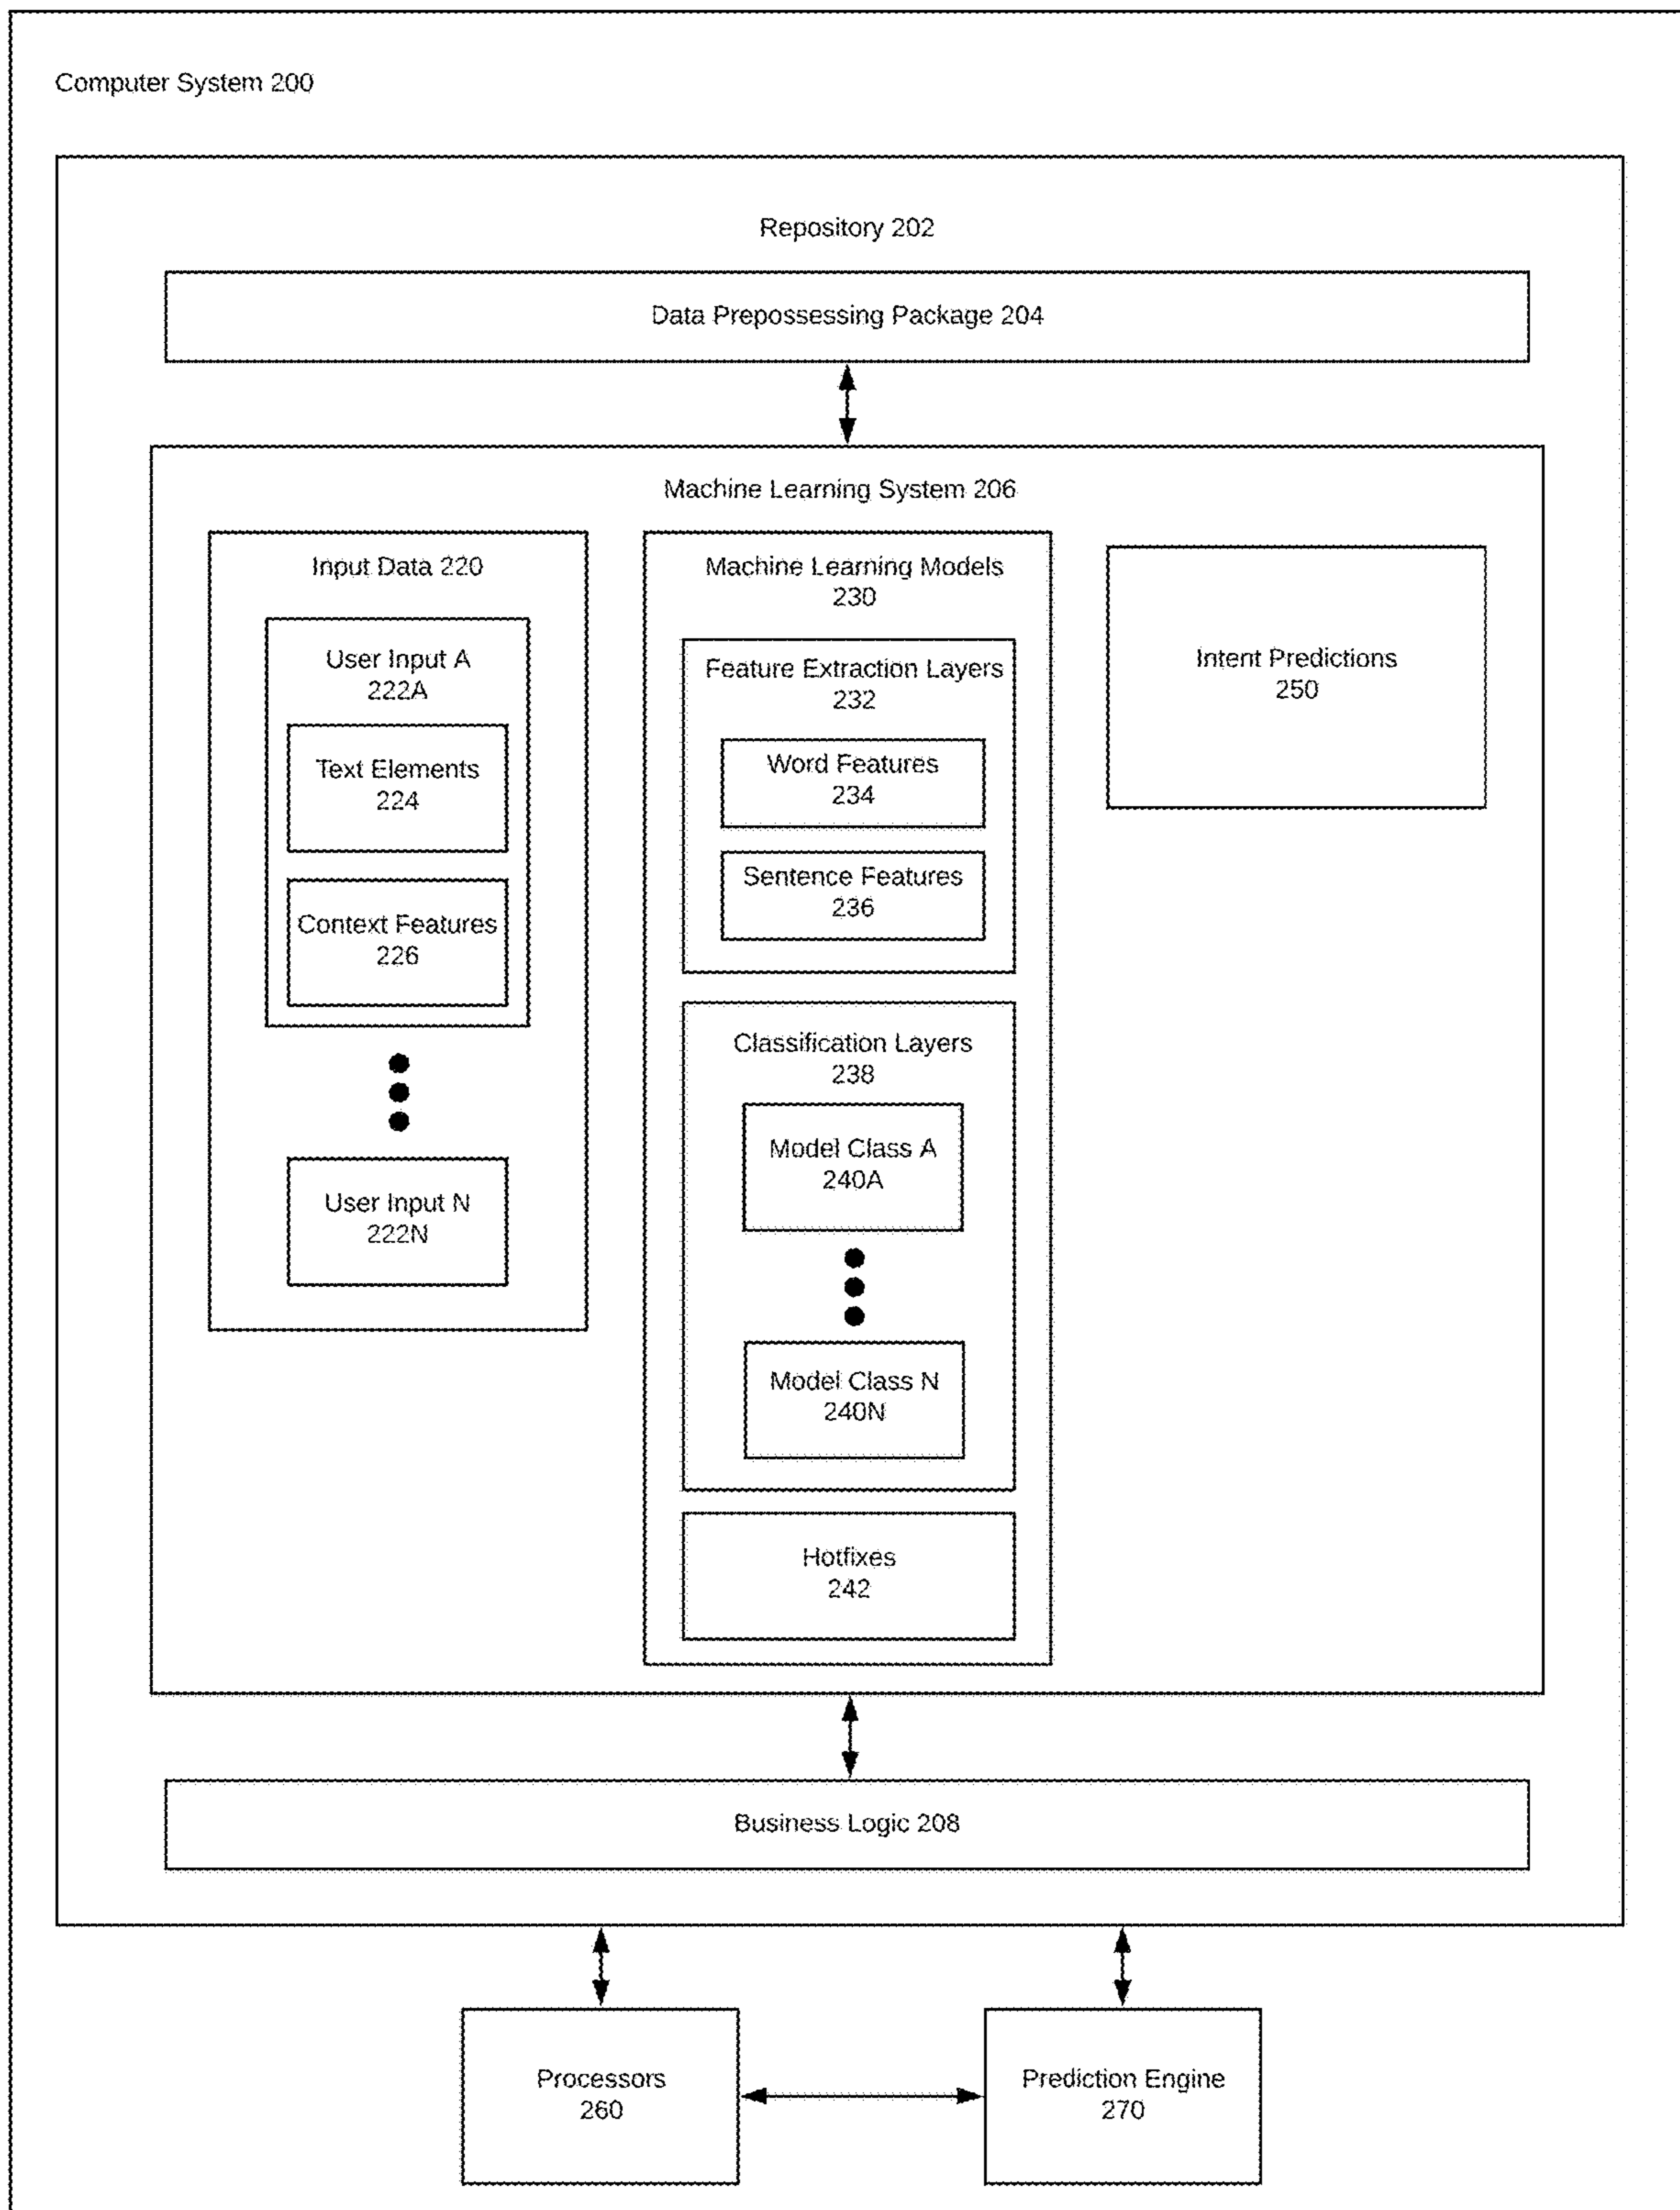 Computer System 200
Repository 202
Data Prepossessing Package 204
Machine Learning System 206
Input Data 220
User Input A
222A
Text Elements
224
Context Features
226
User Input N
222N
Machine Learning Models
230
Feature Extraction Layers
232
Word Features
234
Sentence Features
236
Classification Layers
238
Model Class A
240A
Model Class N
240N
Hotfixes
242
Intent Predictions
250
Business Logic 208
Processors
260
Prediction Engine
270